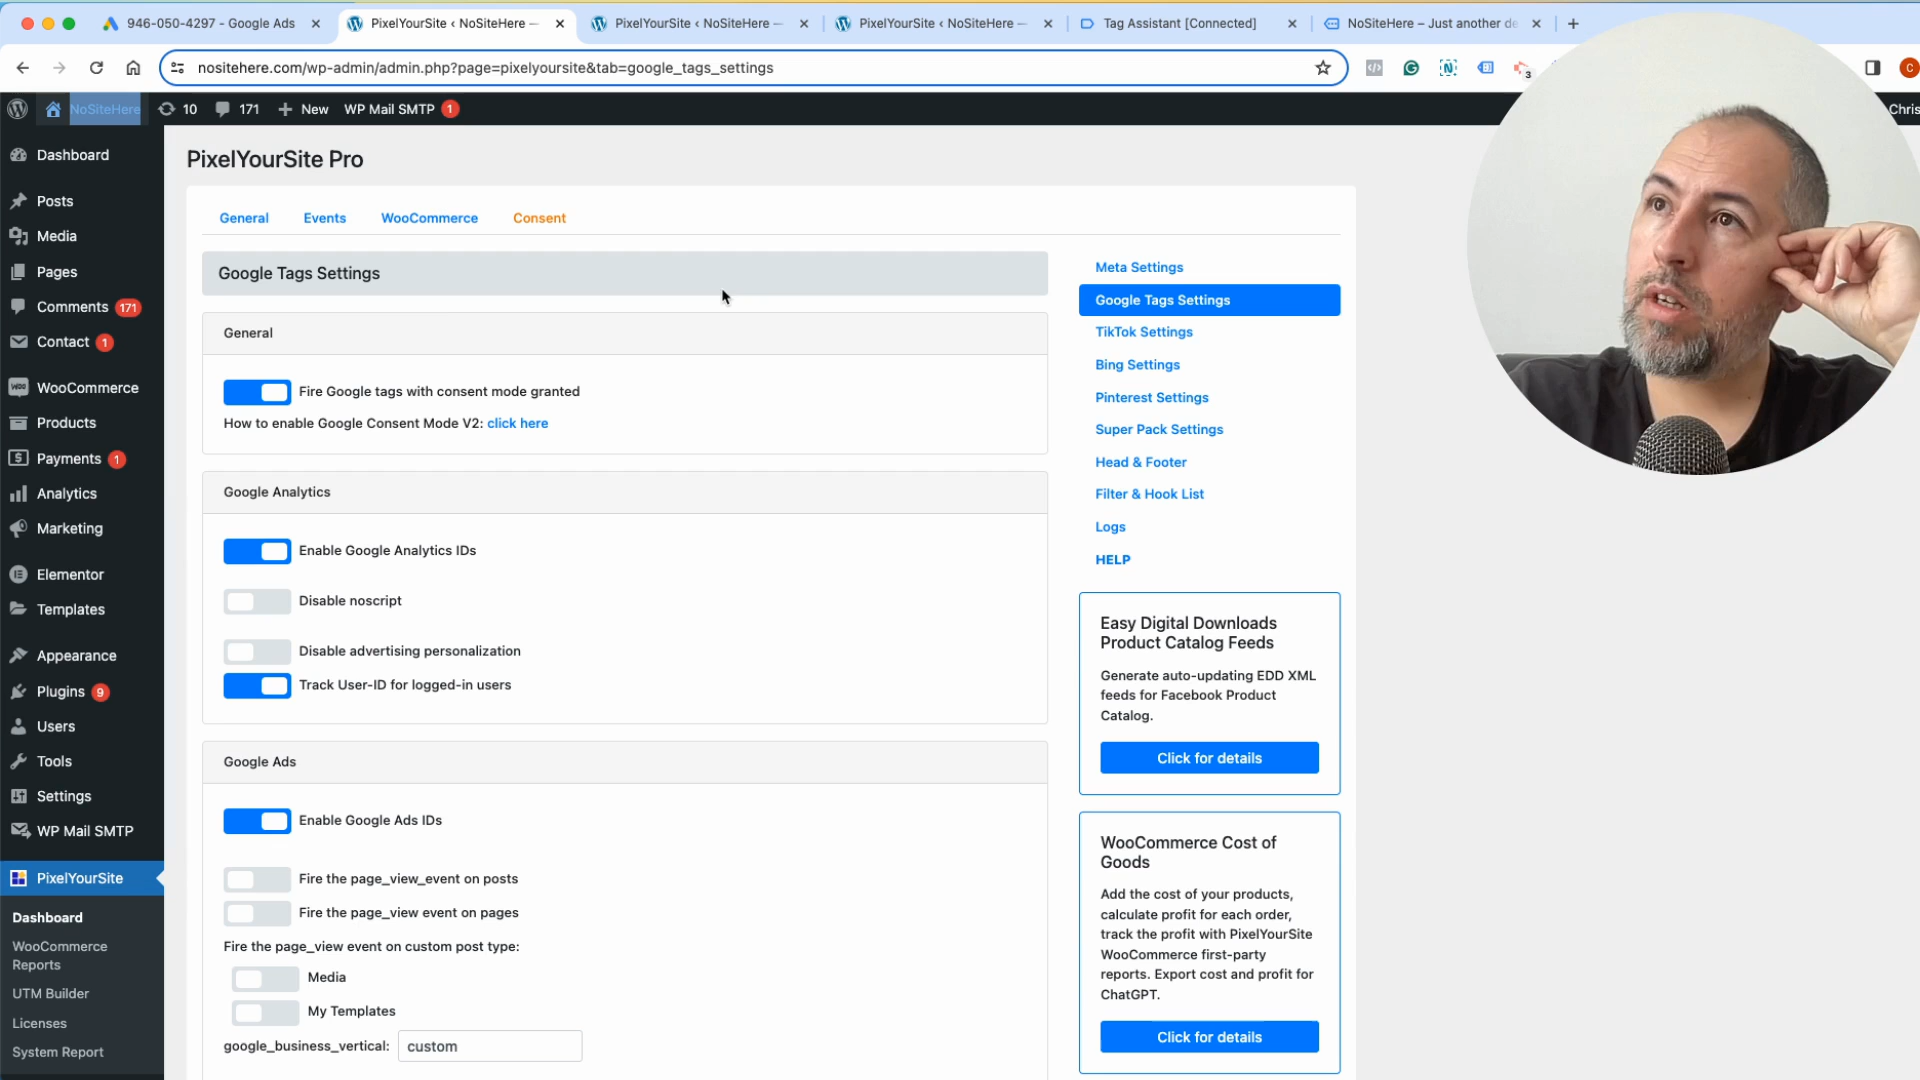 946-050-4297 - Google Ads
PixelYourSite ‹ NoSiteHere —
PixelYourSite ‹ NoSiteHere —
PixelYourSite ‹ NoSiteHere —
Tag Assistant [Connected]
NoSiteHere – Just another de
nositehere.com/wp-admin/admin.php?page=pixelyoursite&tab=google_tags_settings
3
C
NoSiteHere
10
171
New
WP Mail SMTP 1
Chris
Dashboard
Posts
Media
Pages
Comments 171
Contact 1
WooCommerce
Products
Payments 1
Analytics
Marketing
Elementor
Templates
Appearance
Plugins 9
Users
Tools
Settings
WP Mail SMTP
PixelYourSite
Dashboard
WooCommerce
Reports
UTM Builder
Licenses
System Report
PixelYourSite Pro
General
Events
WooCommerce
Consent
Google Tags Settings
General
Fire Google tags with consent mode granted
How to enable Google Consent Mode V2: click here
Google Analytics
Enable Google Analytics IDs
Disable noscript
Disable advertising personalization
Track User-ID for logged-in users
Google Ads
Enable Google Ads IDs
Fire the page_view_event on posts
Fire the page_view event on pages
Fire the page_view event on custom post type:
Media
My Templates
google_business_vertical: custom
Meta Settings
Google Tags Settings
TikTok Settings
Bing Settings
Pinterest Settings
Super Pack Settings
Head & Footer
Filter & Hook List
Logs
HELP
Easy Digital Downloads
Product Catalog Feeds
Generate auto-updating EDD XML
feeds for Facebook Product
Catalog.
Click for details
WooCommerce Cost of
Goods
Add the cost of your products,
calculate profit for each order,
track the profit with PixelYourSite
WooCommerce first-party
reports. Export cost and profit for
ChatGPT.
Click for details